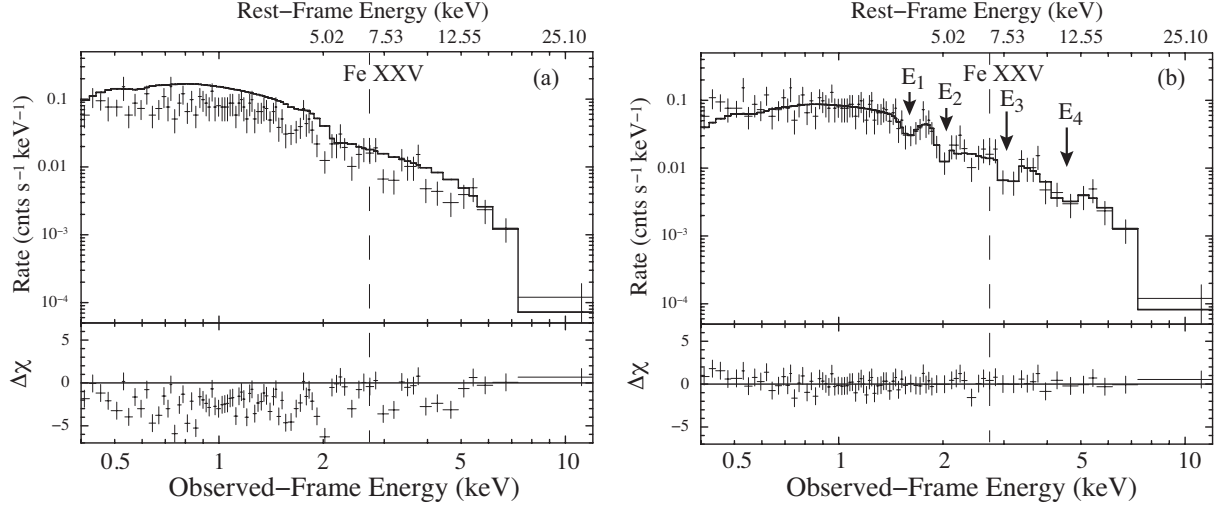 Rest−Frame Energy (keV)
5.02 7.53 12.55 25.10
Fe XXV
(a)
0.1
0.01
10⁻³
10⁻⁴
Rate (cnts s⁻¹ keV⁻¹)
5
0
−5
Δχ
0.5 1 2 5 10
Observed−Frame Energy (keV)
Rest−Frame Energy (keV)
5.02 7.53 12.55 25.10
Fe XXV
(b)
E₁
E₂
E₃
E₄
0.1
0.01
10⁻³
10⁻⁴
Rate (cnts s⁻¹ keV⁻¹)
5
0
−5
Δχ
0.5 1 2 5 10
Observed−Frame Energy (keV)